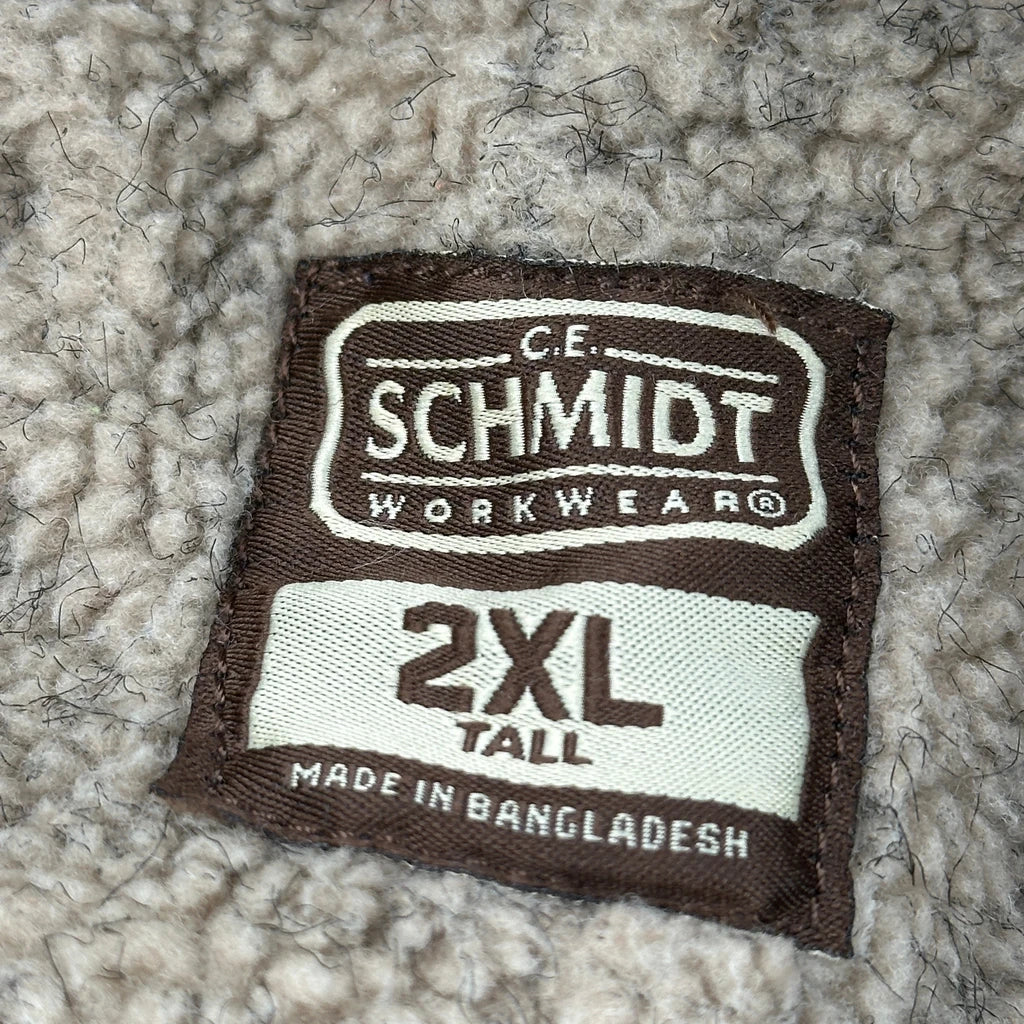 C.E.
SCHMIDT
WORKWEAR®
2XL
TALL
MADE IN BANGLADESH